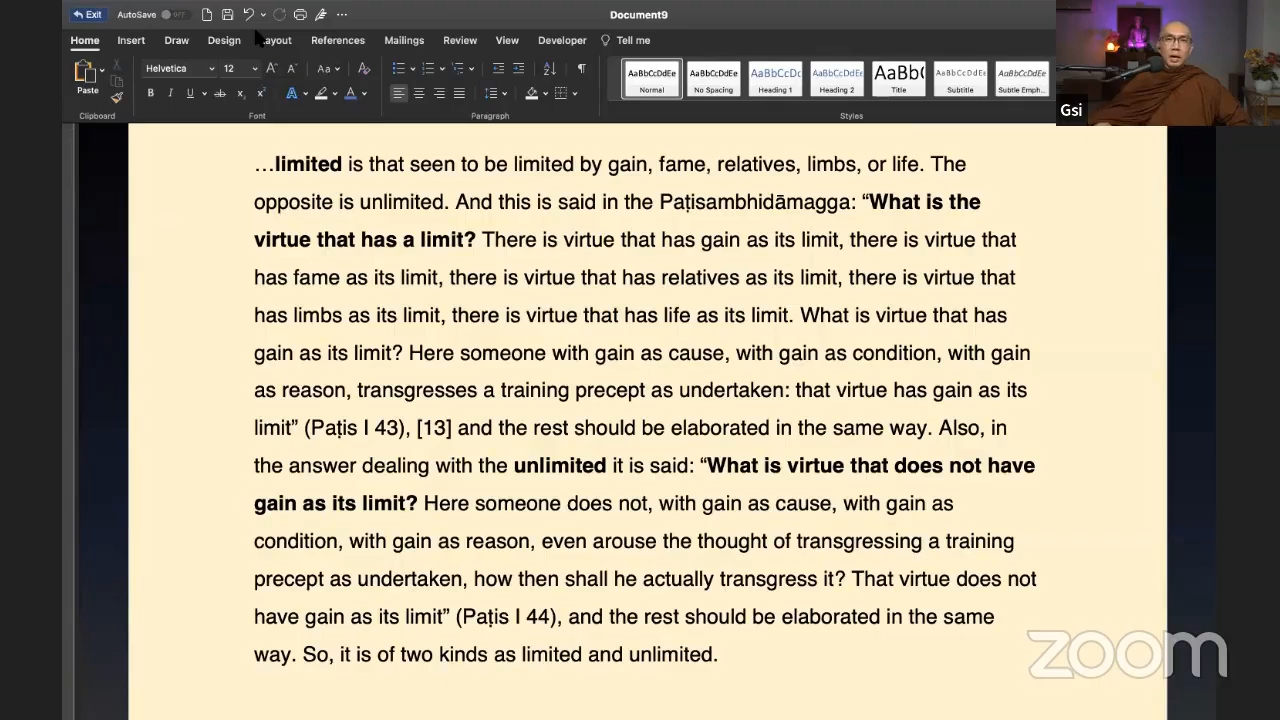 Exit
AutoSave OFF
Document9
Home Insert Draw Design Layout References Mailings Review View Developer Tell me
Helvetica 12
Paste
AaBbCcDdEe AaBbCcDdEe AaBbCcDc AaBbCcDdEe AaBb( AaBbCcDdEe AaBbCcDdEe
Normal No Spacing Heading 1 Heading 2 Title Subtitle Subtle Emph...
Clipboard Font Paragraph Styles
Gsi
…limited is that seen to be limited by gain, fame, relatives, limbs, or life. The
opposite is unlimited. And this is said in the Paṭisambhidāmagga: “What is the
virtue that has a limit? There is virtue that has gain as its limit, there is virtue that
has fame as its limit, there is virtue that has relatives as its limit, there is virtue that
has limbs as its limit, there is virtue that has life as its limit. What is virtue that has
gain as its limit? Here someone with gain as cause, with gain as condition, with gain
as reason, transgresses a training precept as undertaken: that virtue has gain as its
limit” (Paṭis I 43), [13] and the rest should be elaborated in the same way. Also, in
the answer dealing with the unlimited it is said: “What is virtue that does not have
gain as its limit? Here someone does not, with gain as cause, with gain as
condition, with gain as reason, even arouse the thought of transgressing a training
precept as undertaken, how then shall he actually transgress it? That virtue does not
have gain as its limit” (Paṭis I 44), and the rest should be elaborated in the same
way. So, it is of two kinds as limited and unlimited.
zoom